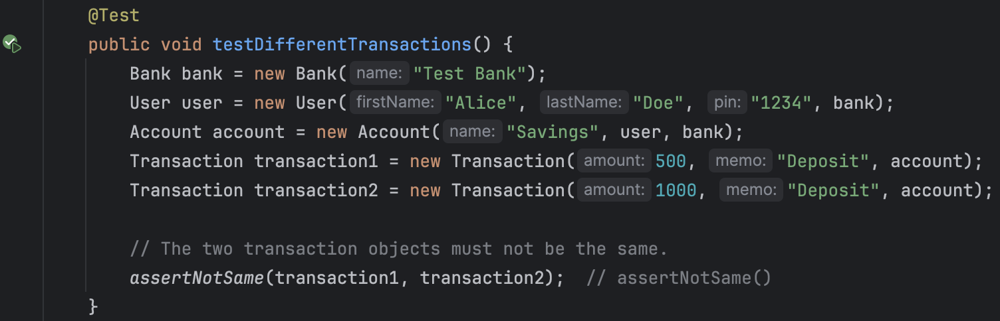 @Test
public void testDifferentTransactions() {
Bank bank = new Bank( name: "Test Bank");
User user = new User( firstName: "Alice", lastName: "Doe", pin: "1234", bank);
Account account = new Account( name: "Savings", user, bank);
Transaction transaction1 = new Transaction( amount: 500, memo: "Deposit", account);
Transaction transaction2 = new Transaction( amount: 1000, memo: "Deposit", account);
// The two transaction objects must not be the same.
assertNotSame(transaction1, transaction2); // assertNotSame()
}